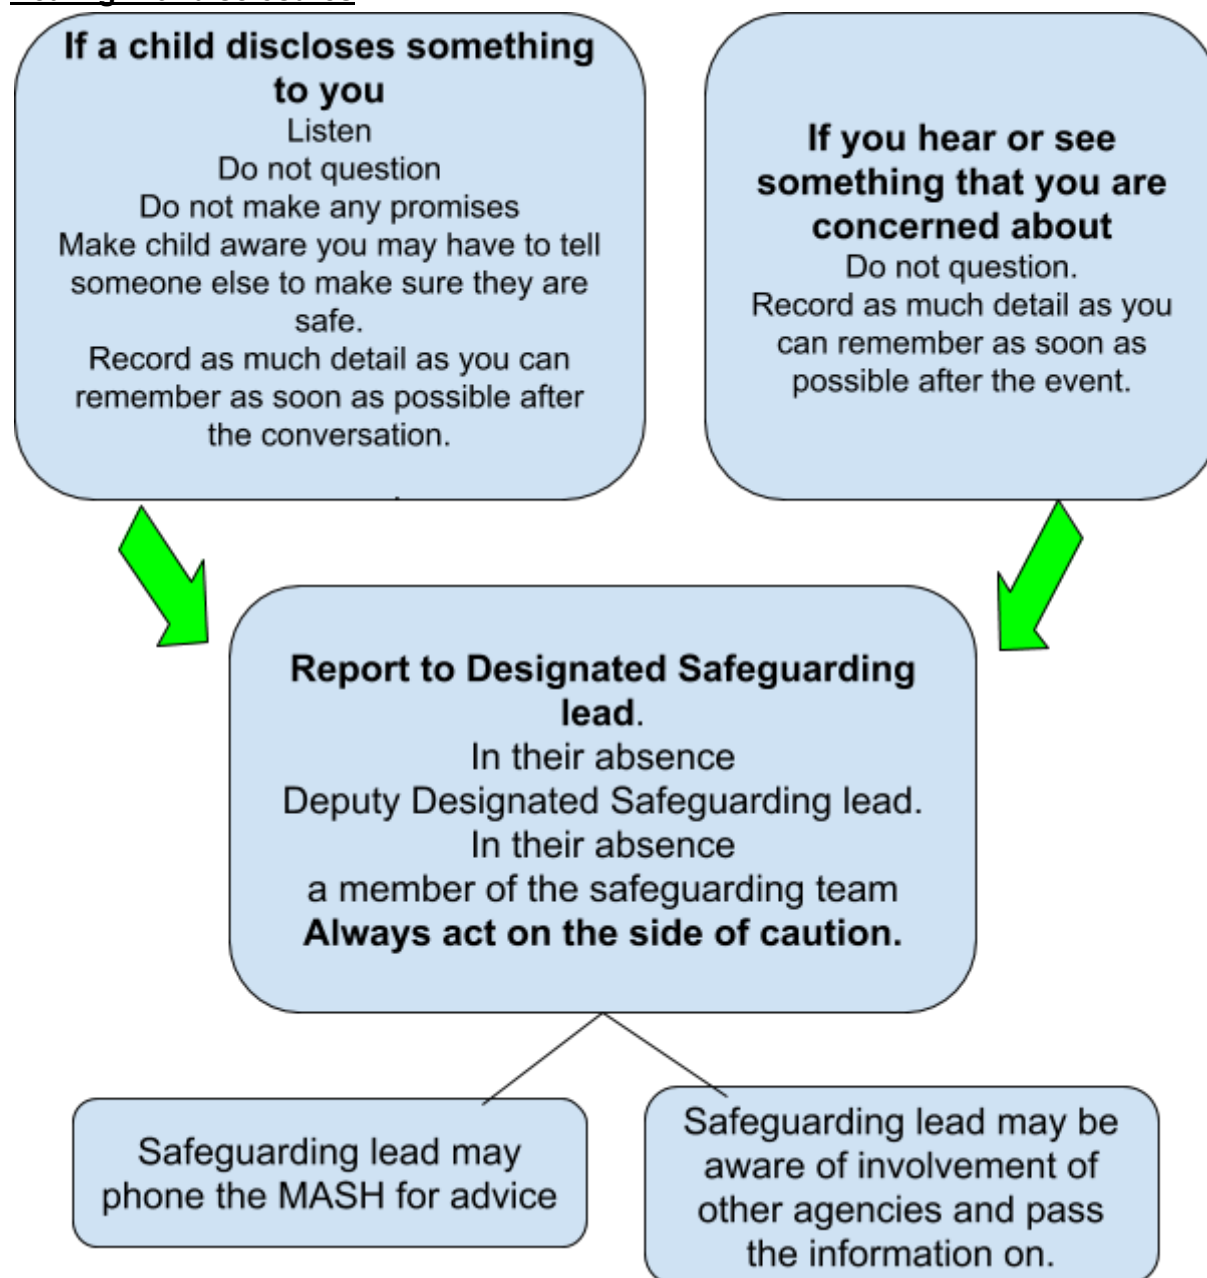 If a child discloses something
to you
Listen
Do not question
Do not make any promises
Make child aware you may have to tell
someone else to make sure they are
safe.
Record as much detail as you can
remember as soon as possible after
the conversation.
If you hear or see
something that you are
concerned about
Do not question.
Record as much detail as you
can remember as soon as
possible after the event.
Report to Designated Safeguarding
lead.
In their absence
Deputy Designated Safeguarding lead.
In their absence
a member of the safeguarding team
Always act on the side of caution.
Safeguarding lead may
phone the MASH for advice
Safeguarding lead may be
aware of involvement of
other agencies and pass
the information on.